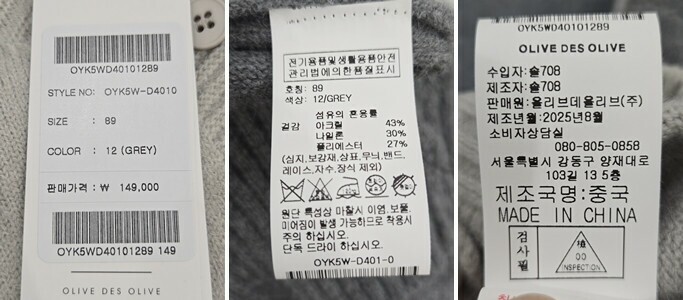 OYK5WD40101289
STYLE NO: OYK5W-D4010
SIZE : 89
COLOR : 12 (GREY)
판매가격 : ₩ 149,000
OYK5WD40101289 149
OLIVE DES OLIVE
전기용품및생활용품안전
관리법에의한품질표시
호칭: 89
색상: 12/GREY
섬유의 혼용률
겉감 아크릴 43%
나일론 30%
폴리에스터 27%
(심지,보강재,상표,무늬,밴드,
레이스,자수,장식 제외)
원단 특성상 마찰시 이염,보풀,
미어짐이 발생 가능하므로 착용시
주의 하십시오.
단독 드라이 하십시오.
OYK5W-D401-0
OYK5WD40101289
OLIVE DES OLIVE
수입자:솔708
제조자:솔708
판매원:올리브데올리브(주)
제조년월:2025년8월
소비자상담실
080-805-0858
서울특별시 강동구 양재대로
103길 13 5층
제조국명:중국
MADE IN CHINA
검사필
檢
00
INSPECTION